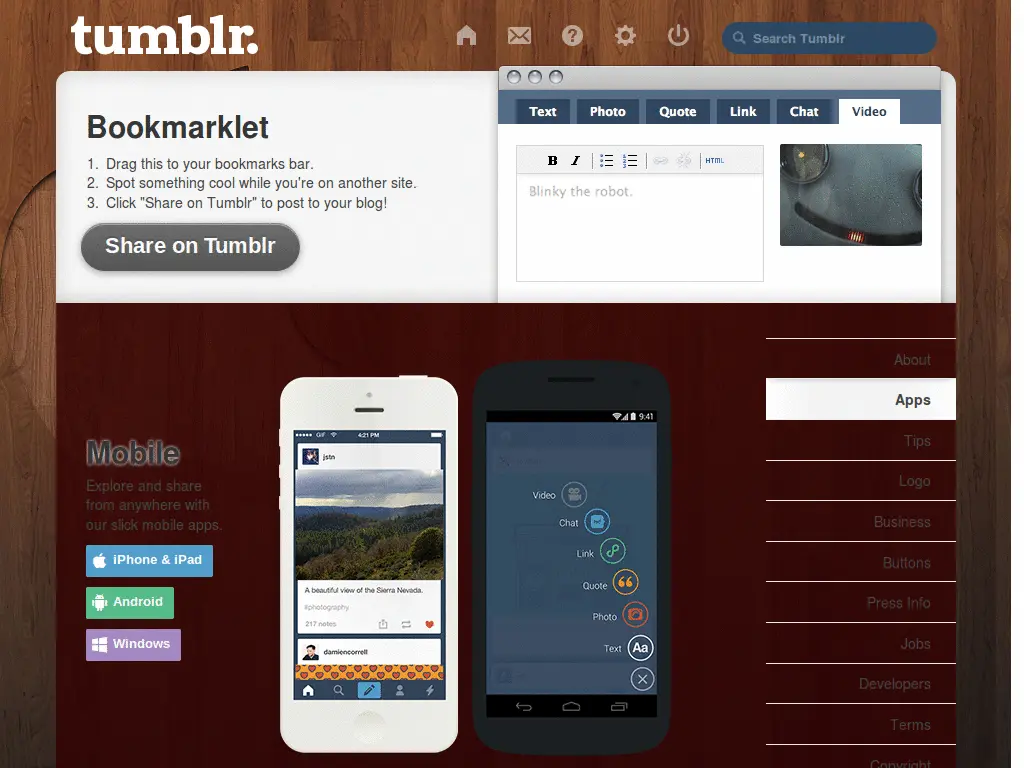 tumblr.
Search Tumblr
Bookmarklet
1. Drag this to your bookmarks bar.
2. Spot something cool while you're on another site.
3. Click "Share on Tumblr" to post to your blog!
Share on Tumblr
Text Photo Quote Link Chat Video
B I HTML
Blinky the robot.
Mobile
Explore and share
from anywhere with
our slick mobile apps.
iPhone & iPad
Android
Windows
GIF 4:21 PM
jstn
A beautiful view of the Sierra Nevada.
#photography
217 notes
damiencorrell
9:41
Video
Chat
Link
Quote
Photo
Text Aa
About
Apps
Tips
Logo
Business
Buttons
Press Info
Jobs
Developers
Terms
Copyright